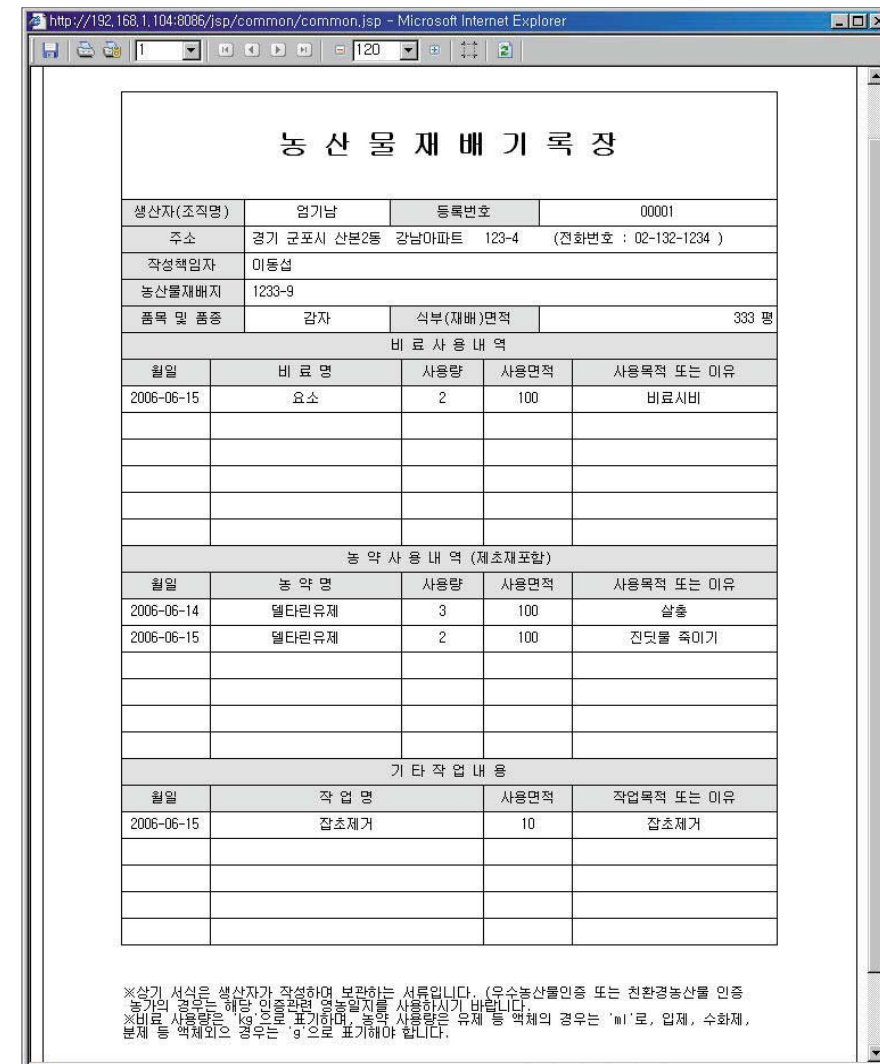 http://192,168,1,104:8086/jsp/common/common.jsp - Microsoft Internet Explorer
1 120
농 산 물 재 배 기 록 장
생산자(조직명) 엄기남 등록번호 00001
주소 경기 군포시 산본2동 강남아파트 123-4 (전화번호 : 02-132-1234 )
작성책임자 이동섭
농산물재배지 1233-9
품목 및 품종 감자 식부(재배)면적 333 평
비 료 사 용 내 역
월일 비 료 명 사용량 사용면적 사용목적 또는 이유
2006-06-15 요소 2 100 비료시비
농 약 사 용 내 역 (제초재포함)
월일 농 약 명 사용량 사용면적 사용목적 또는 이유
2006-06-14 델타린유제 3 100 살충
2006-06-15 델타린유제 2 100 진딧물 죽이기
기 타 작 업 내 용
월일 작 업 명 사용면적 작업목적 또는 이유
2006-06-15 잡초제거 10 잡초제거
※상기 서식은 생산자가 작성하여 보관하는 서류입니다. (우수농산물인증 또는 친환경농산물 인증
농가의 경우는 해당 인증관련 영농일지를 사용하시기 바랍니다.
※비료 사용량은 'kg'으로 표기하며, 농약 사용량은 유제 등 액체의 경우는 'ml'로, 입제, 수화제,
분제 등 액체외으 경우는 'g'으로 표기해야 합니다.